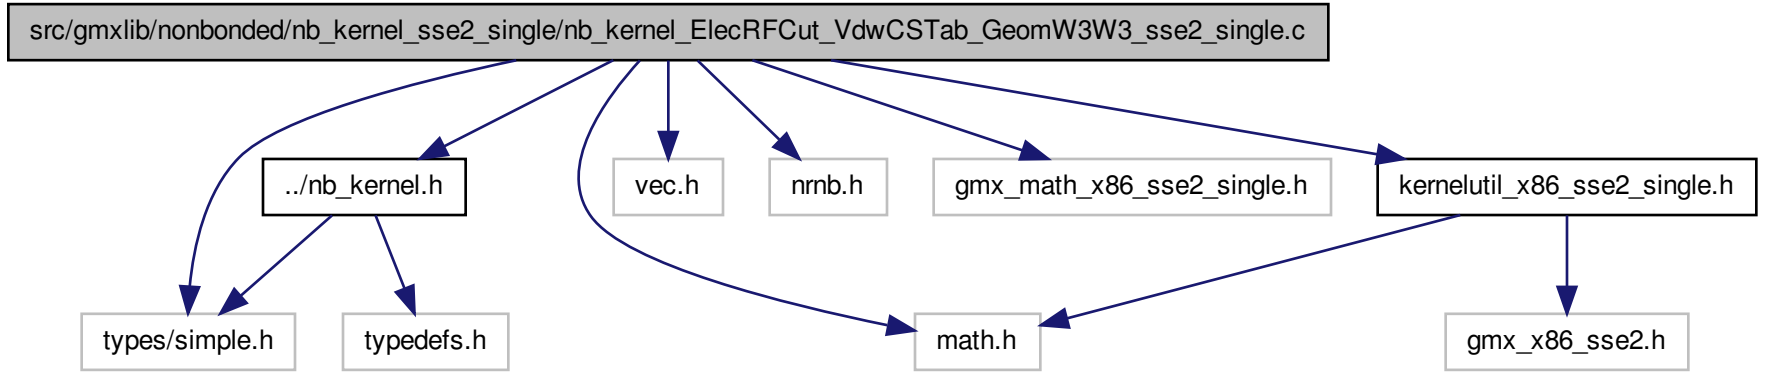 src/gmxlib/nonbonded/nb_kernel_sse2_single/nb_kernel_ElecRFCut_VdwCSTab_GeomW3W3_sse2_single.c
../nb_kernel.h
vec.h
nrnb.h
gmx_math_x86_sse2_single.h
kernelutil_x86_sse2_single.h
types/simple.h
typedefs.h
math.h
gmx_x86_sse2.h